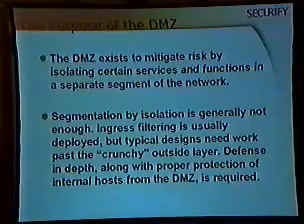 SECURIFY
The Purpose of the DMZ
The DMZ exists to mitigate risk by
isolating certain services and functions in
a separate segment of the network.
Segmentation by isolation is generally not
enough. Ingress filtering is usually
deployed, but typical designs need work
past the “crunchy” outside layer. Defense
in depth, along with proper protection of
internal hosts from the DMZ, is required.